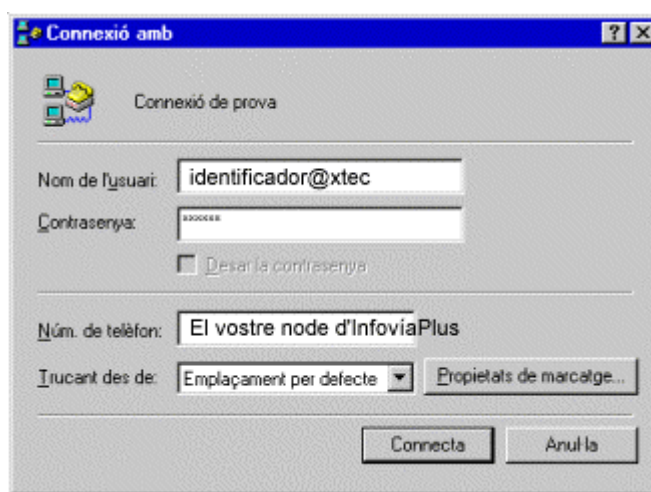 Connexió amb
Connexió de prova
Nom de l'usuari: identificador@xtec
Contrasenya: *******
Desar la contrasenya
Núm. de telèfon: El vostre node d'InfovíaPlus
Trucant des de: Emplaçament per defecte Propietats de marcatge...
Connecta Anul·la